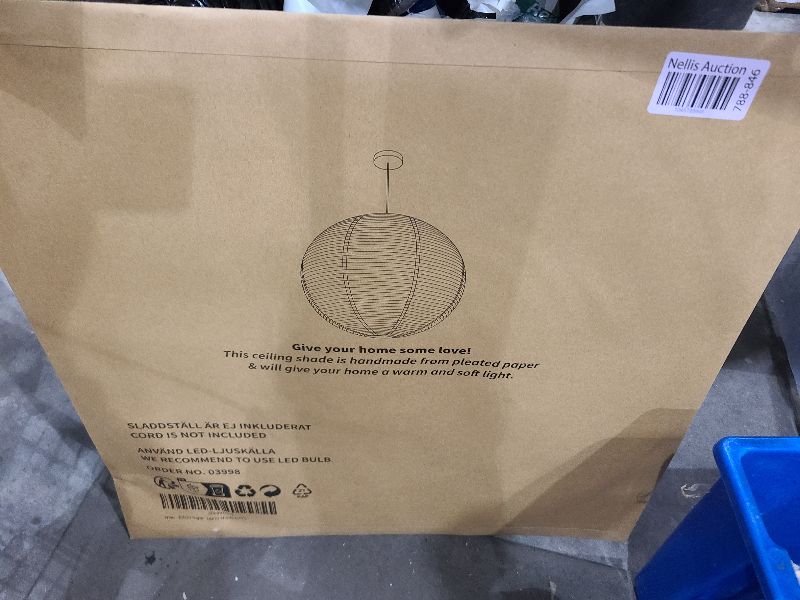 Nellis Auction
788-846
Give your home some love!
This ceiling shade is handmade from pleated paper
& will give your home a warm and soft light.
SLADDSTÄLL ÄR EJ INKLUDERAT
CORD IS NOT INCLUDED
ANVÄND LED-LJUSKÄLLA
WE RECOMMEND TO USE LED BULB
ORDER NO. 03998